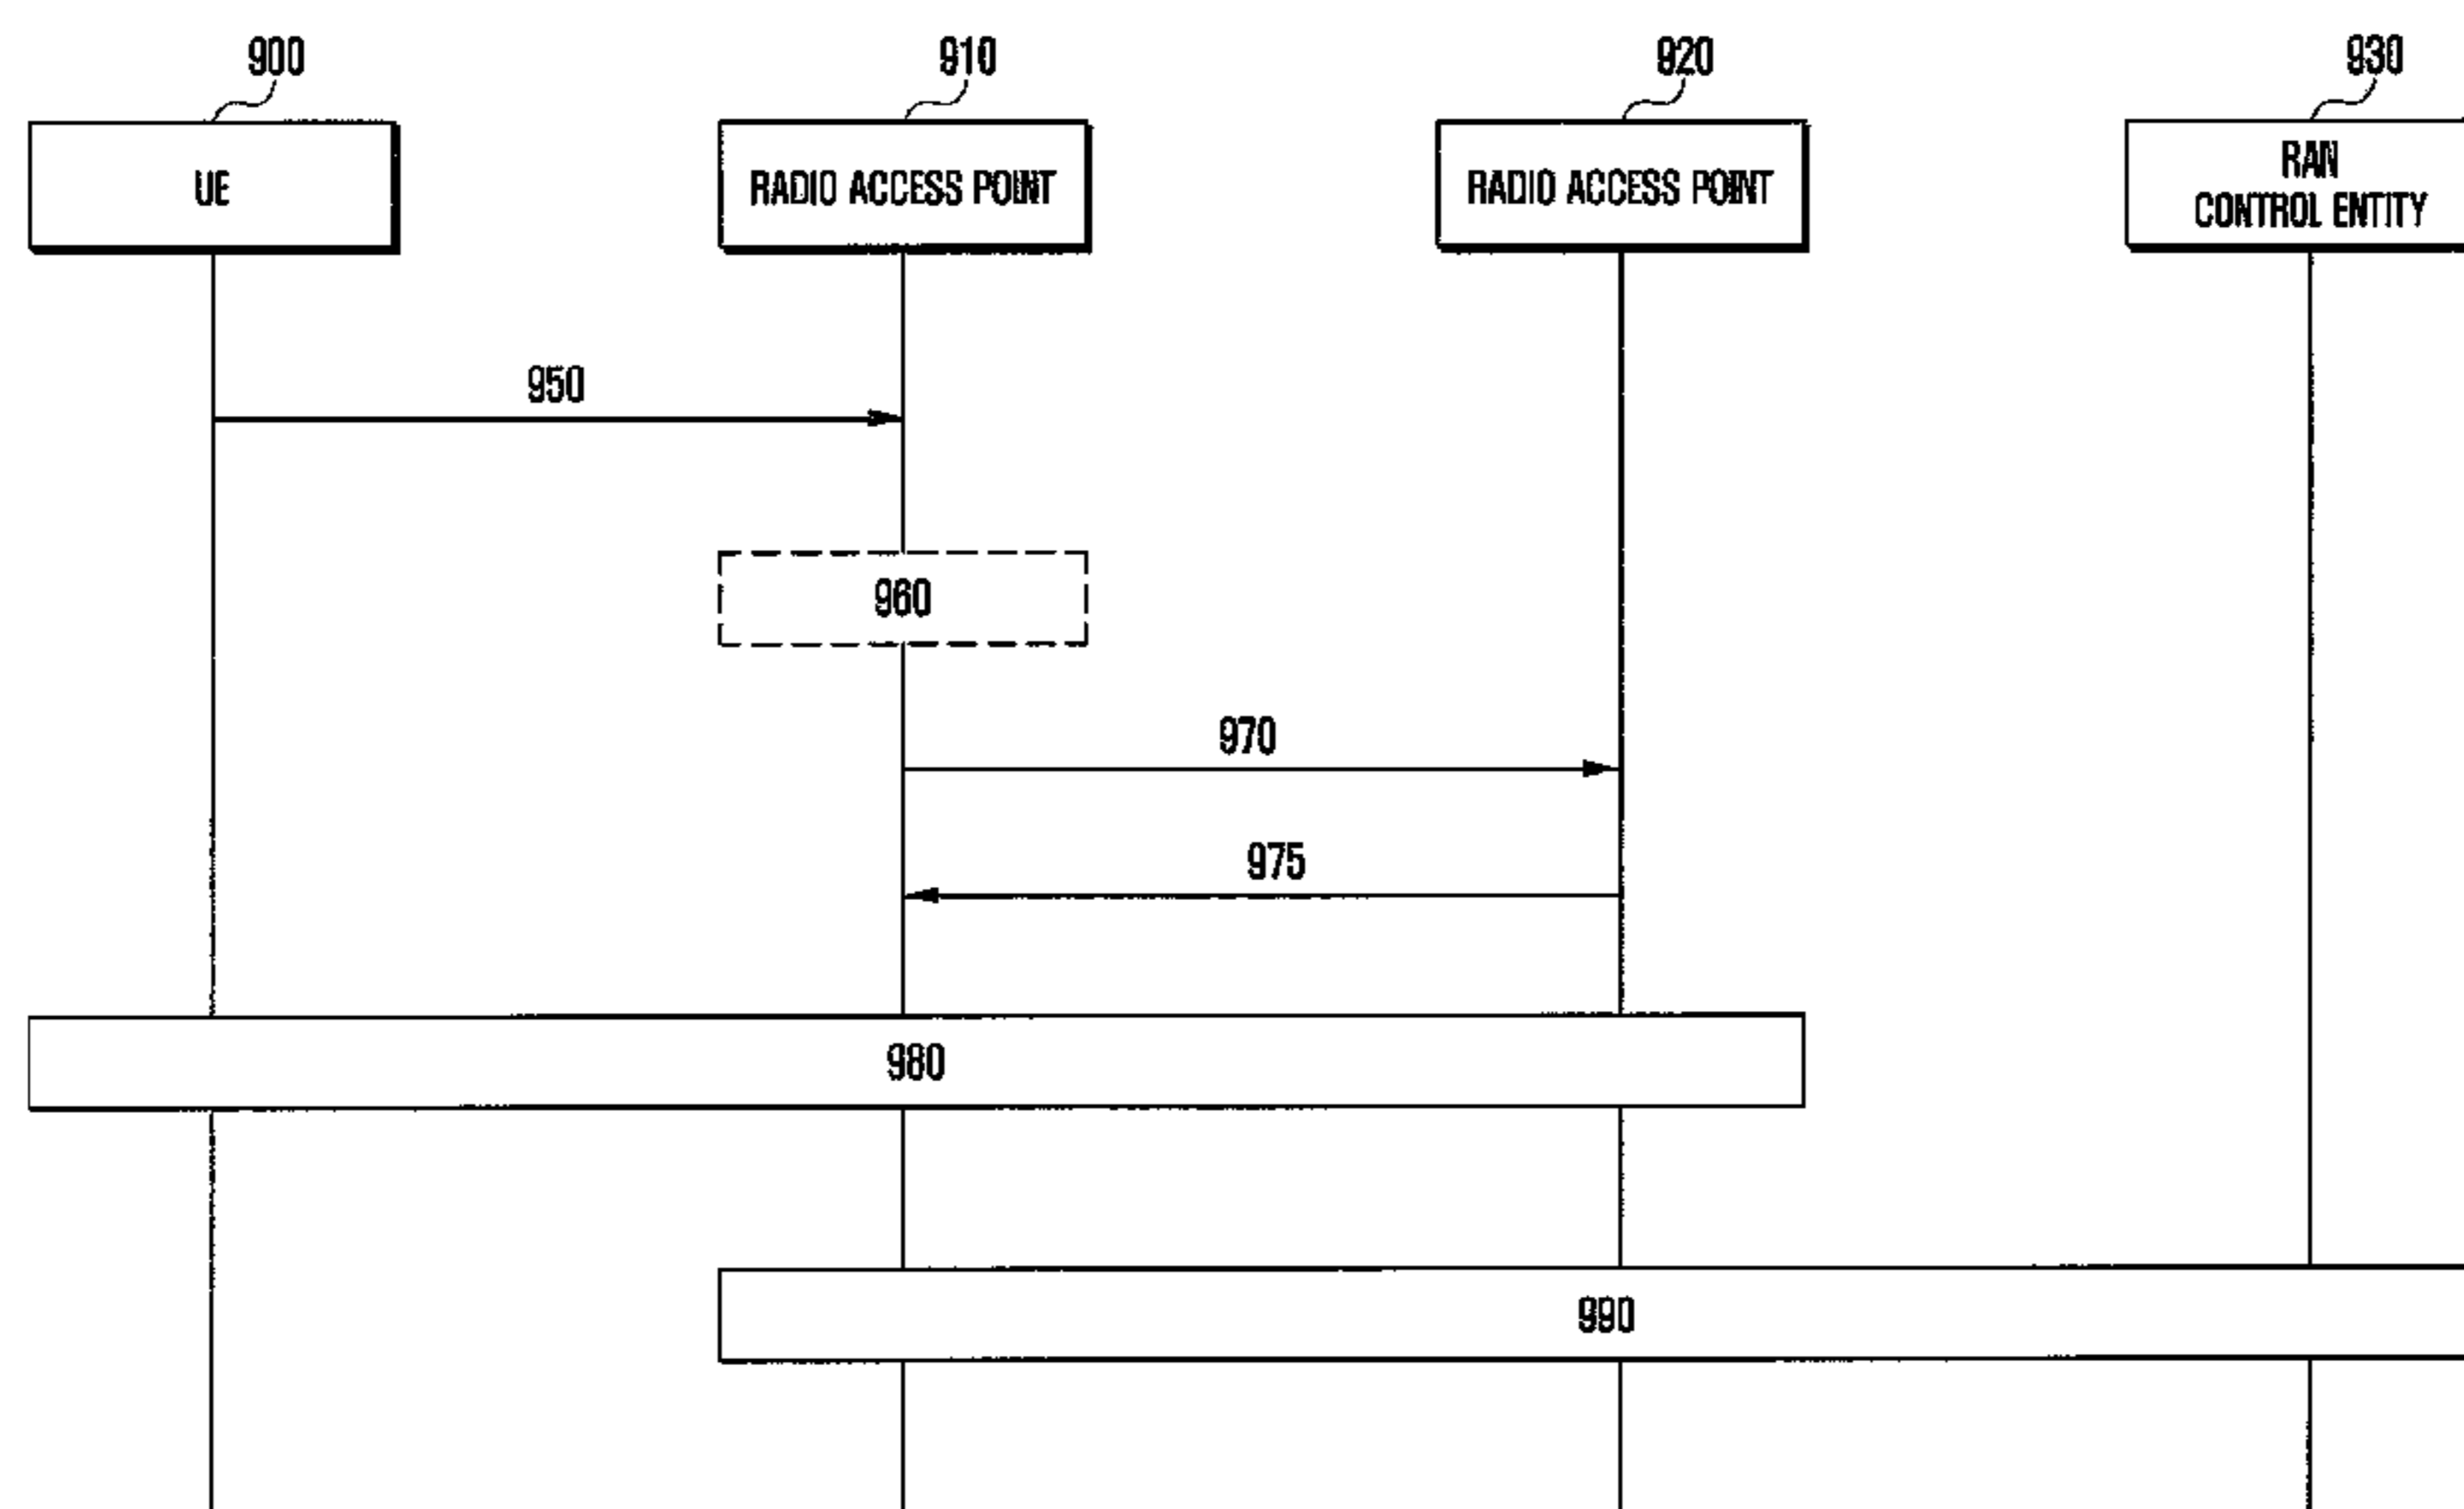 900
910
920
930
UE
RADIO ACCESS POINT
RADIO ACCESS POINT
RAN
CONTROL ENTITY
950
960
970
975
980
990